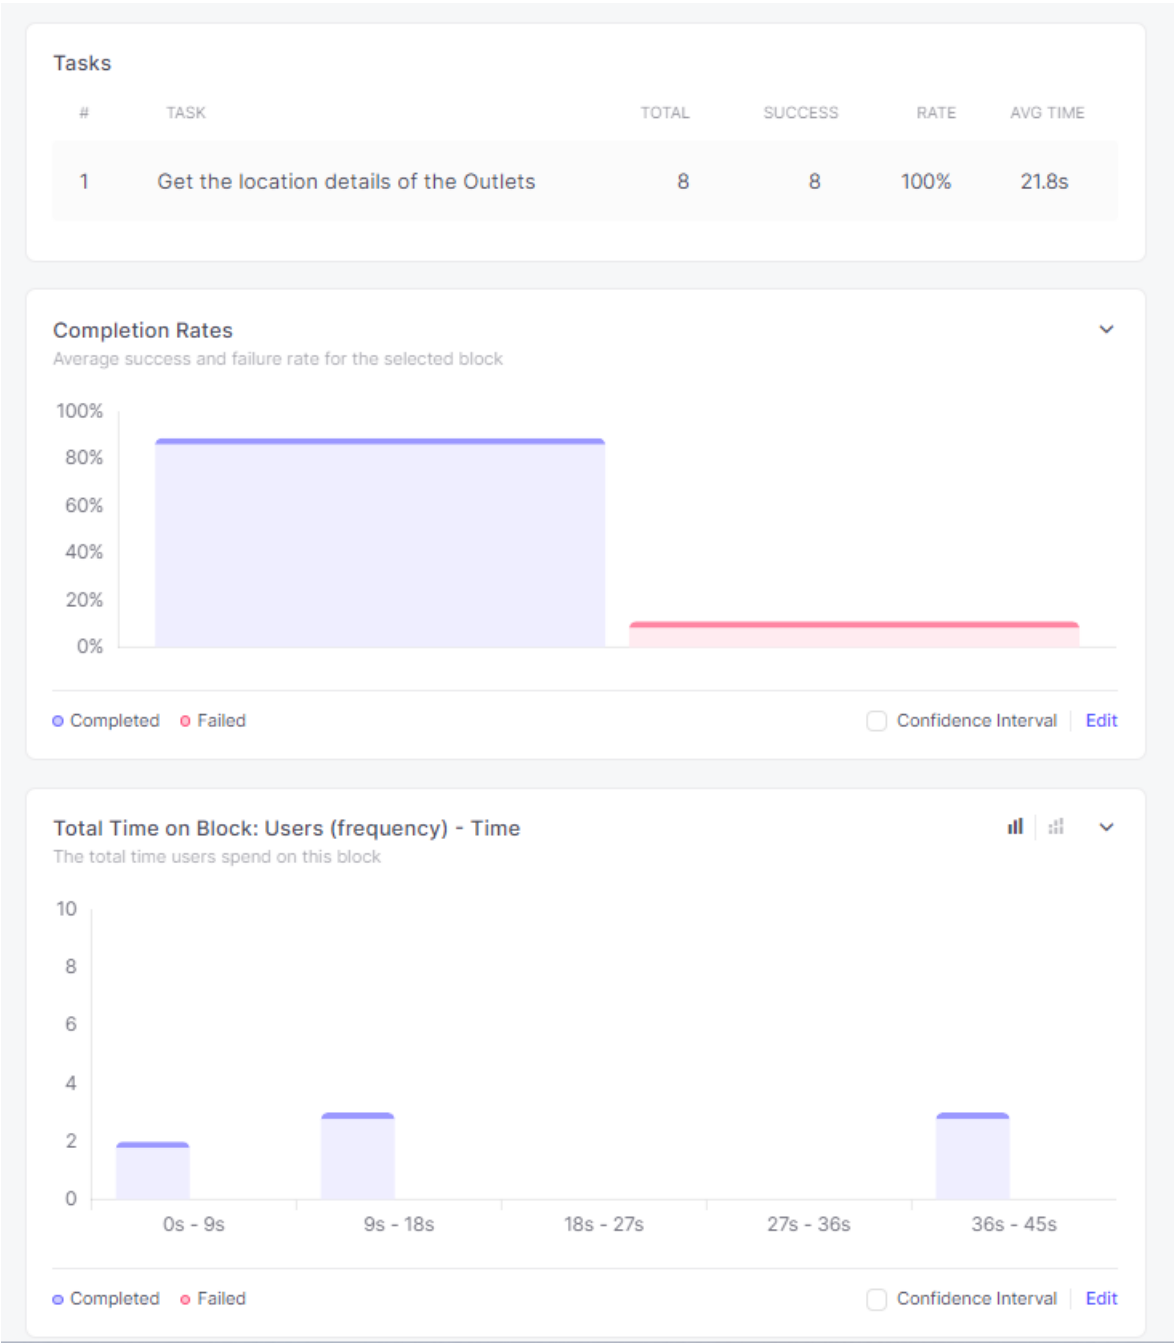 Tasks
# TASK TOTAL SUCCESS RATE AVG TIME
1 Get the location details of the Outlets 8 8 100% 21.8s
Completion Rates
Average success and failure rate for the selected block
100%
80%
60%
40%
20%
0%
Completed Failed Confidence Interval Edit
Total Time on Block: Users (frequency) - Time
The total time users spend on this block
10
8
6
4
2
0
0s - 9s 9s - 18s 18s - 27s 27s - 36s 36s - 45s
Completed Failed Confidence Interval Edit